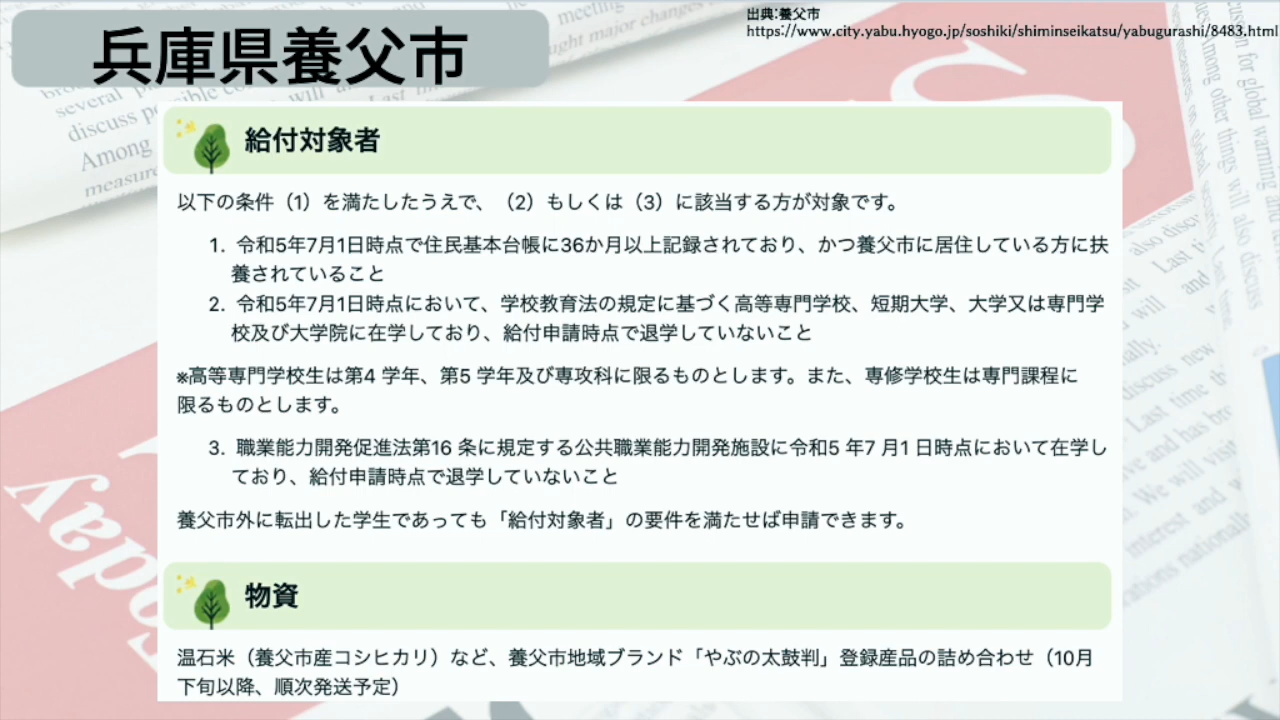 兵庫県養父市
出典:養父市
https://www.city.yabu.hyogo.jp/soshiki/shiminseikatsu/yabugurashi/8483.html
給付対象者
以下の条件（1）を満たしたうえで、（2）もしくは（3）に該当する方が対象です。
1. 令和5年7月1日時点で住民基本台帳に36か月以上記録されており、かつ養父市に居住している方に扶
養されていること
2. 令和5年7月1日時点において、学校教育法の規定に基づく高等専門学校、短期大学、大学又は専門学
校及び大学院に在学しており、給付申請時点で退学していないこと
※高等専門学校生は第4 学年、第5 学年及び専攻科に限るものとします。また、専修学校生は専門課程に
限るものとします。
3. 職業能力開発促進法第16 条に規定する公共職業能力開発施設に令和5 年7 月1 日時点において在学し
ており、給付申請時点で退学していないこと
養父市外に転出した学生であっても「給付対象者」の要件を満たせば申請できます。
物資
温石米（養父市産コシヒカリ）など、養父市地域ブランド「やぶの太鼓判」登録産品の詰め合わせ（10月
下旬以降、順次発送予定）